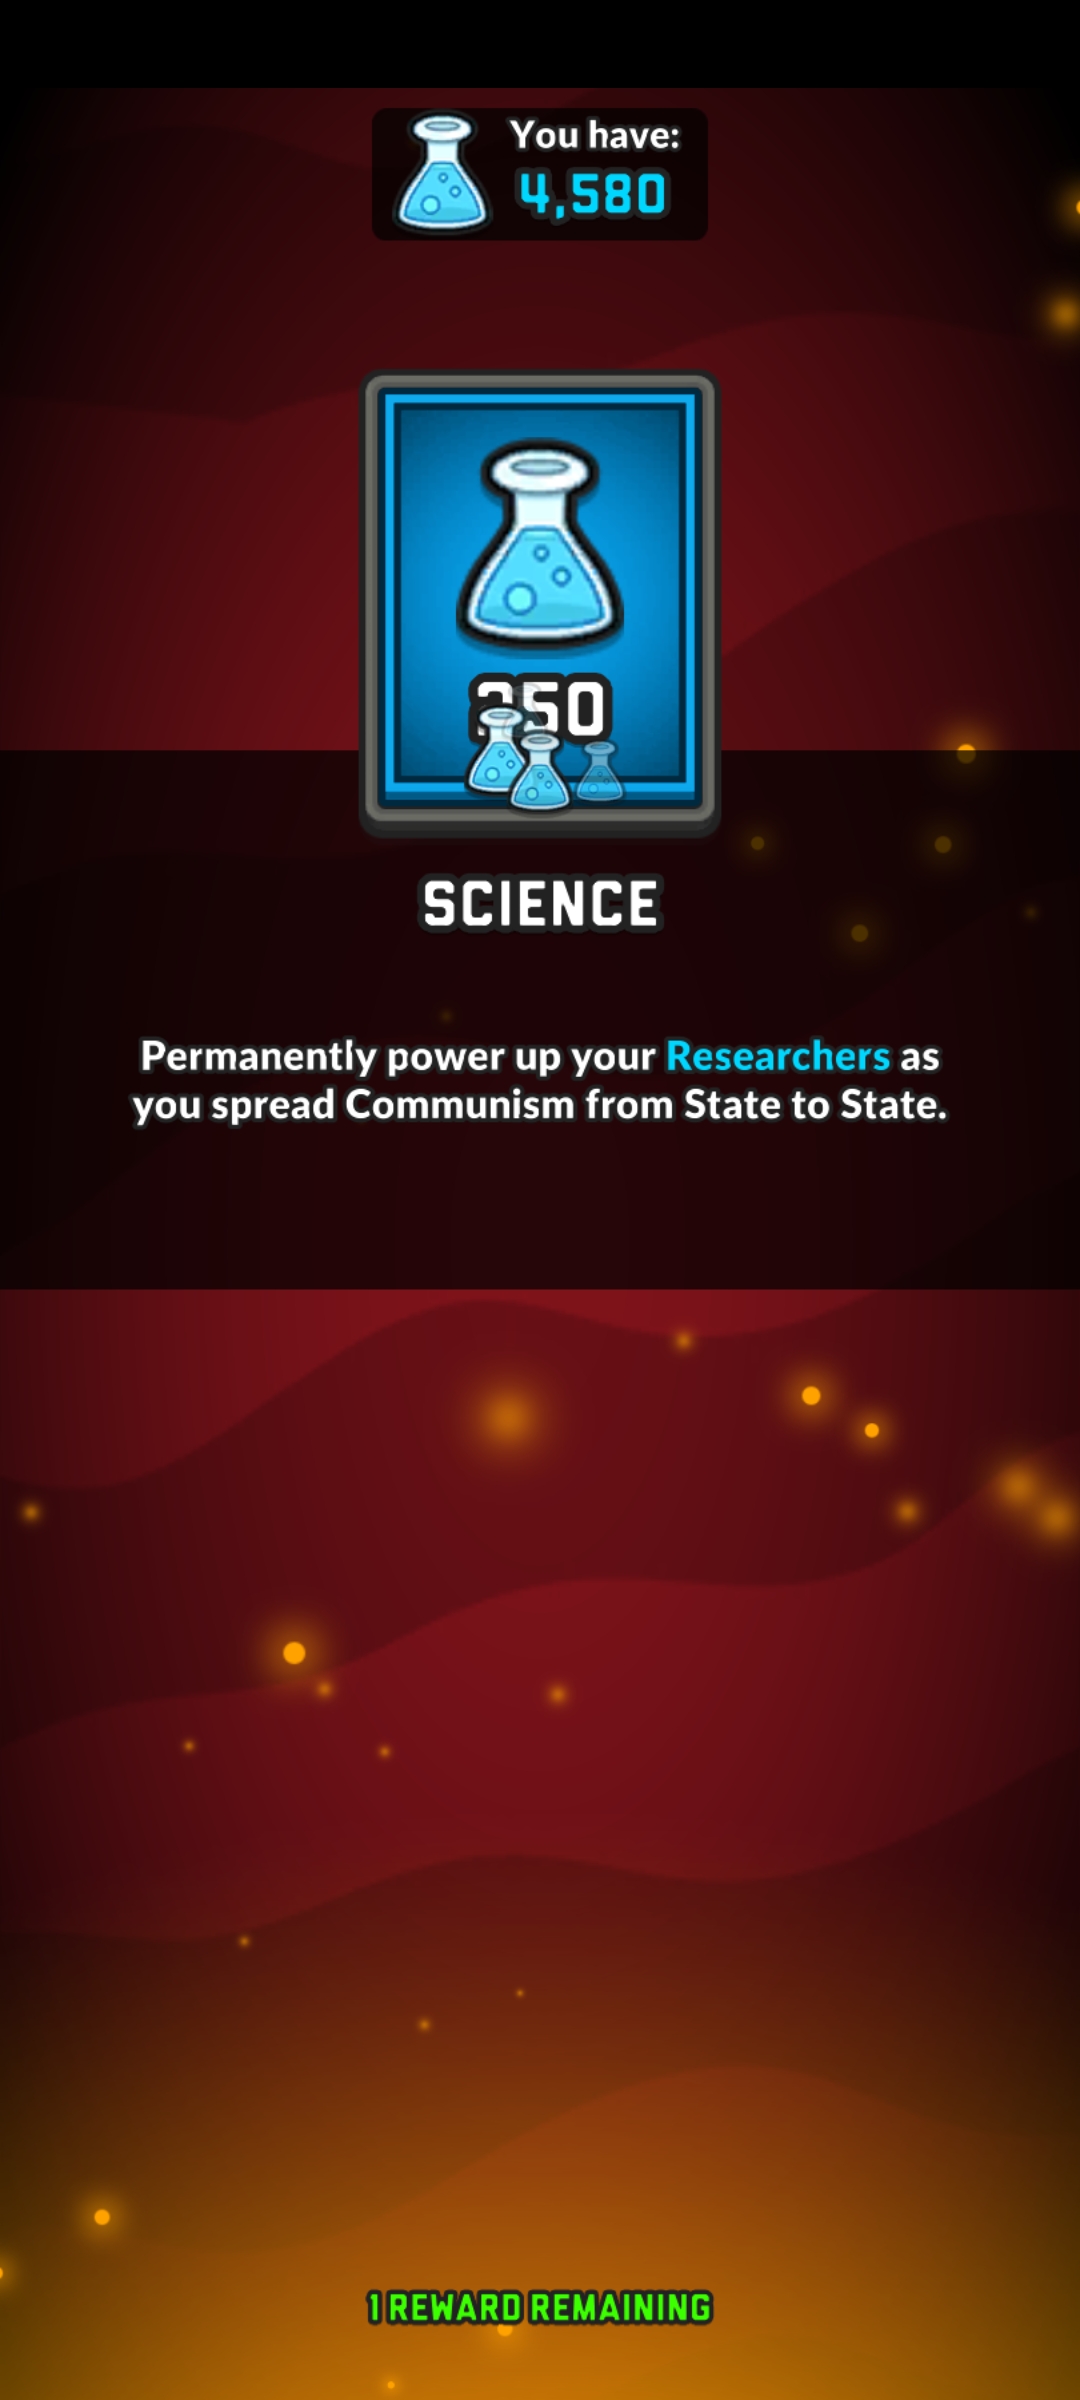 You have:
4,580
SCIENCE
Permanently power up your Researchers as
you spread Communism from State to State.
1 REWARD REMAINING